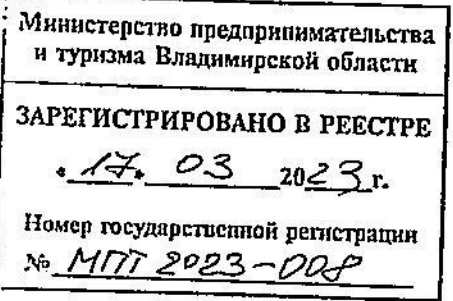 Министерство предпринимательства
и туризма Владимирской области
ЗАРЕГИСТРИРОВАНО В РЕЕСТРЕ
« 17 » 03 2023 г.
Номер государственной регистрации
№ МПТ 2023-008